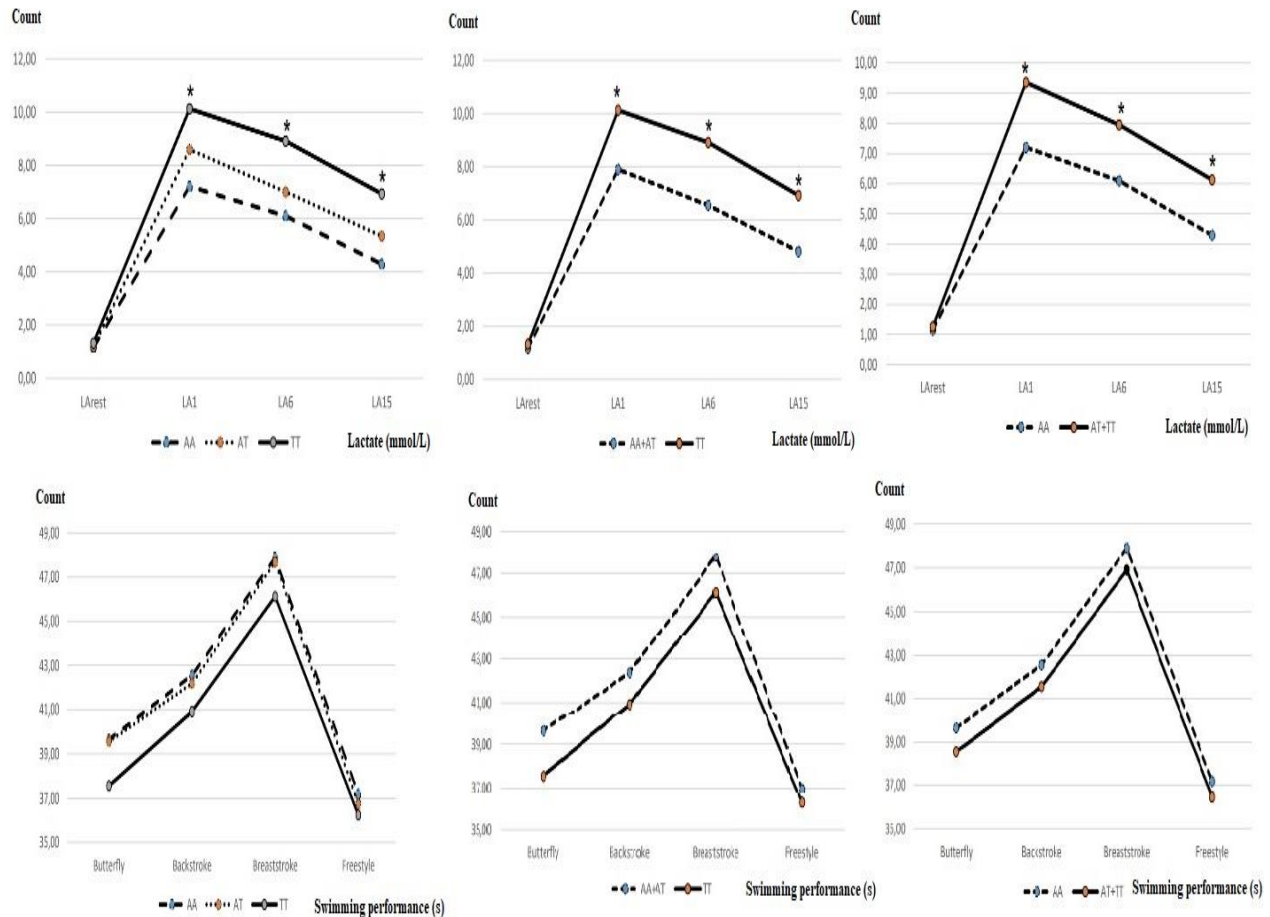 Count
12,00
10,00
8,00
6,00
4,00
2,00
0,00
*
*
*
LArest LA1 LA6 LA15
AA AT TT
Lactate (mmol/L)
Count
12,00
10,00
8,00
6,00
4,00
2,00
0,00
*
*
*
LArest LA1 LA6 LA15
AA+AT TT
Lactate (mmol/L)
Count
10,00
9,00
8,00
7,00
6,00
5,00
4,00
3,00
2,00
1,00
0,00
*
*
*
LArest LA1 LA6 LA15
AA AT+TT
Lactate (mmol/L)
Count
49,00
47,00
45,00
43,00
41,00
39,00
37,00
35,00
Butterfly Backstroke Breaststroke Freestyle
AA AT TT
Swimming performance (s)
Count
49,00
47,00
45,00
43,00
41,00
39,00
37,00
35,00
Butterfly Backstroke Breaststroke Freestyle
AA+AT TT
Swimming performance (s)
Count
49,00
47,00
45,00
43,00
41,00
39,00
37,00
35,00
Butterfly Backstroke Breaststroke Freestyle
AA AT+TT
Swimming performance (s)